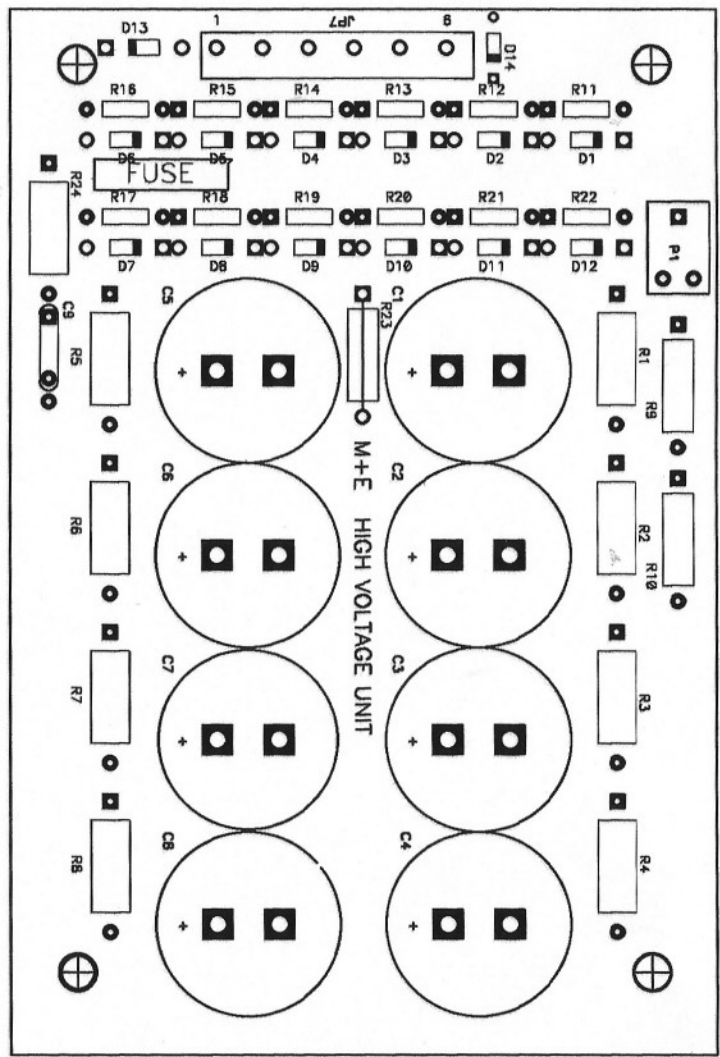 D13
1
JP7
6
D14
R16 R15 R14 R13 R12 R11
D6 D5 D4 D3 D2 D1
FUSE
R24
R17 R18 R19 R20 R21 R22
P1
D7 D8 D9 D10 D11 D12
C9
C5
R23
C1
R5
+
+
R1
R9
M+E HIGH VOLTAGE UNIT
C6
C2
R6
+
+
R2
R10
C7
C3
R7
+
+
R3
C8
C4
R8
+
+
R4